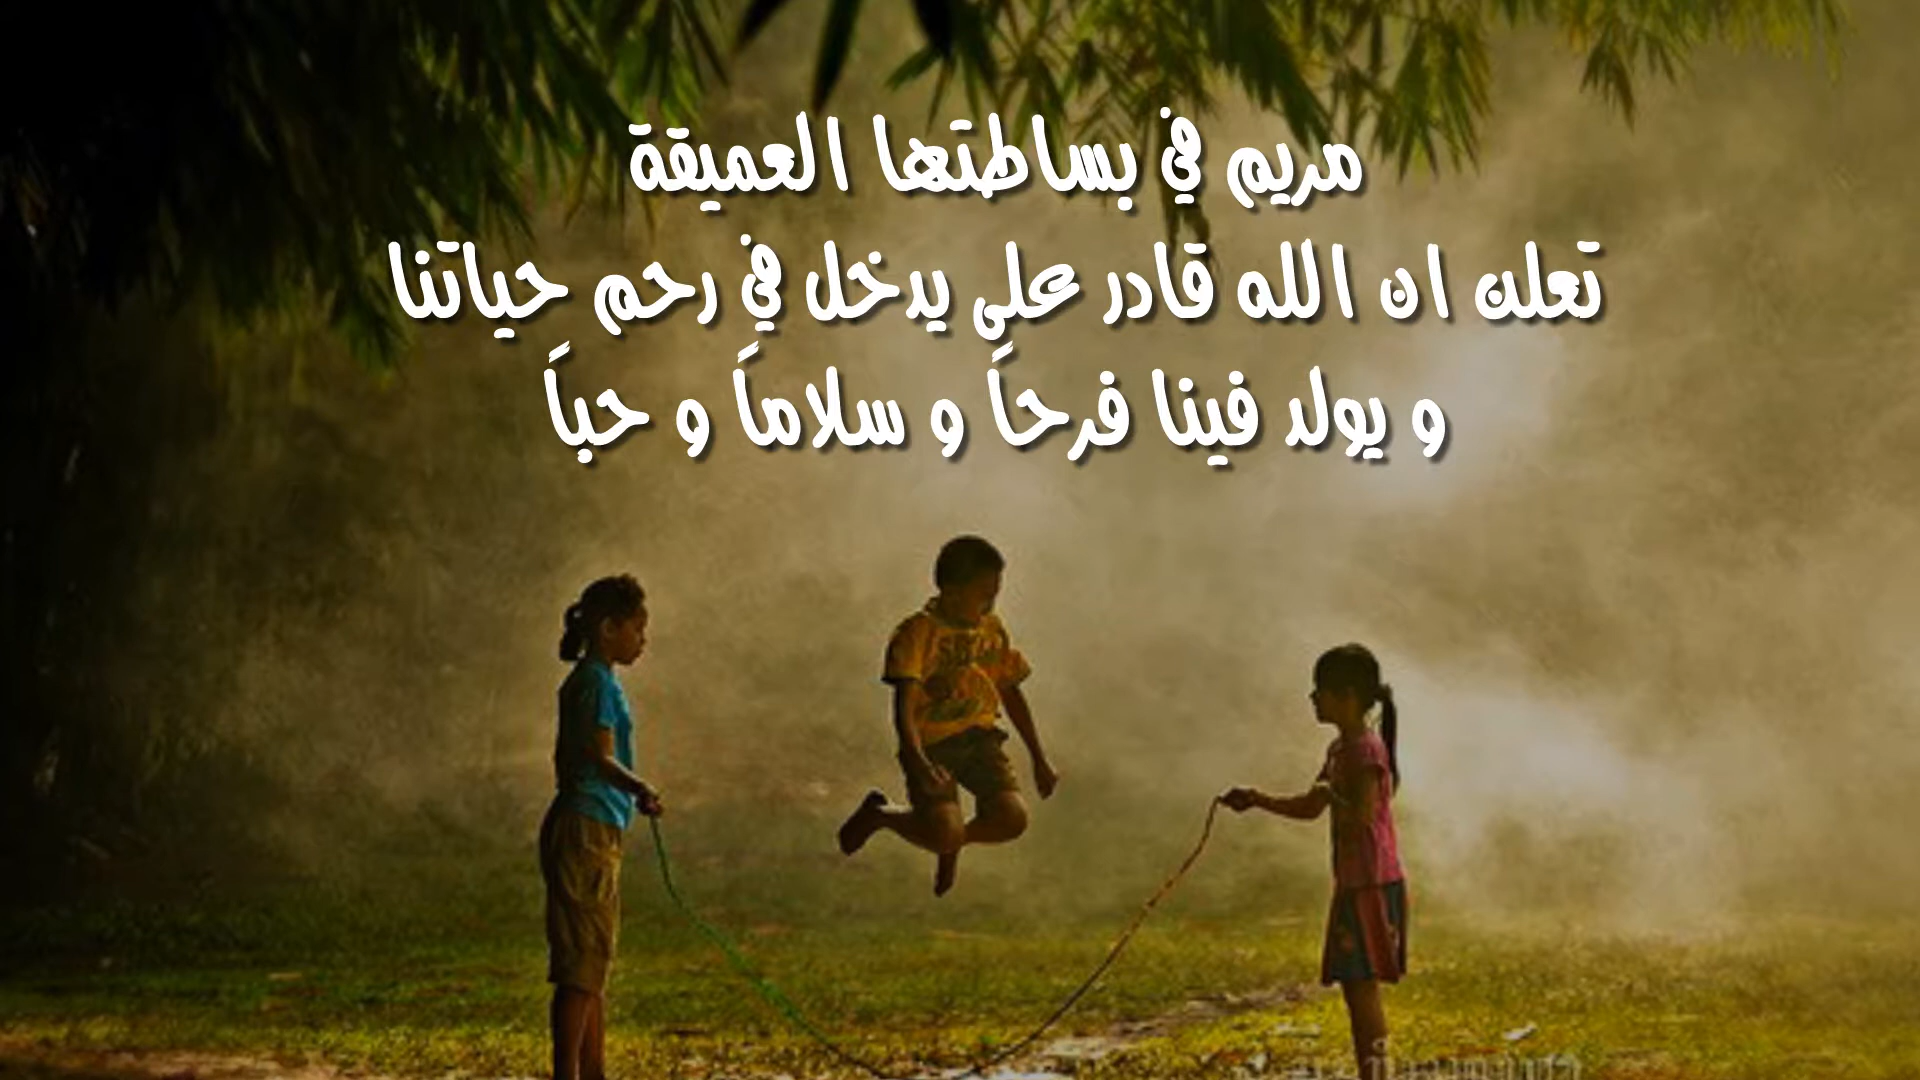 مريم في بساطتها العميقة
تعلن ان الله قادر على يدخل في رحم حياتنا
و يولد فينا فرحاً و سلاماً و حباً